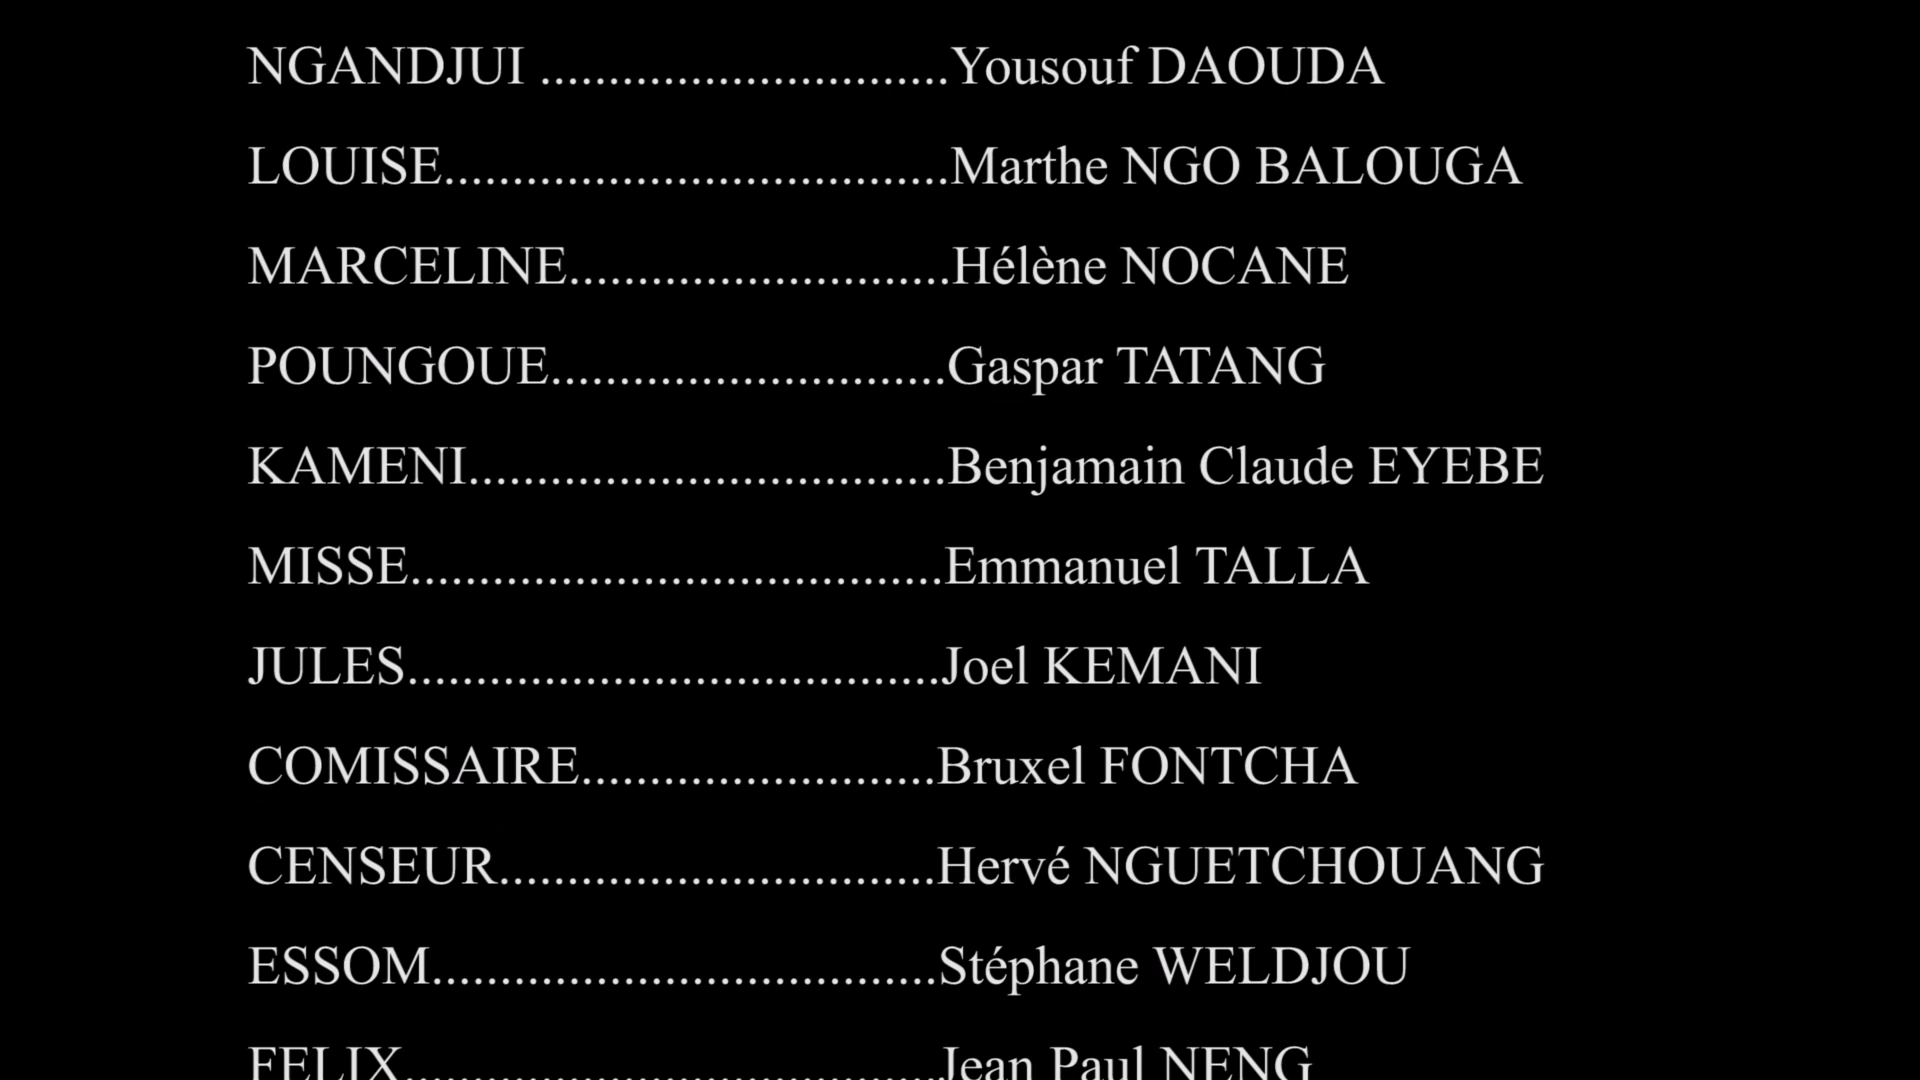 NGANDJUI ..............................Yousouf DAOUDA
LOUISE.....................................Marthe NGO BALOUGA
MARCELINE............................Hélène NOCANE
POUNGOUE.............................Gaspar TATANG
KAMENI...................................Benjamain Claude EYEBE
MISSE.......................................Emmanuel TALLA
JULES.......................................Joel KEMANI
COMISSAIRE..........................Bruxel FONTCHA
CENSEUR................................Hervé NGUETCHOUANG
ESSOM.....................................Stéphane WELDJOU
FELIX........................................Jean Paul NENG